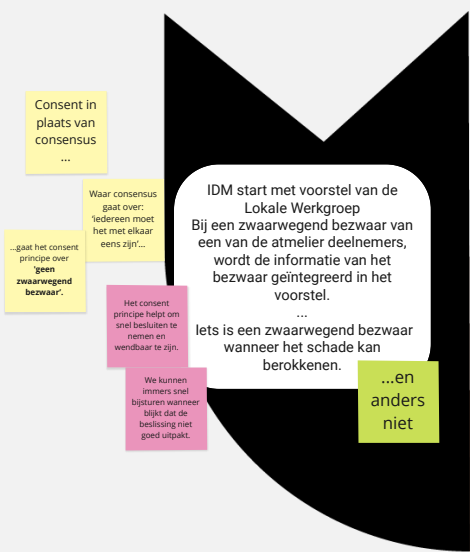 Consent in
plaats van
consensus
...
Waar consensus
gaat over:
'iedereen moet
het met elkaar
eens zijn'...
...gaat het consent
principe over
'geen
zwaarwegend
bezwaar'.
Het consent
principe helpt om
snel besluiten te
nemen en
wendbaar te zijn.
We kunnen
immers snel
bijsturen wanneer
blijkt dat de
beslissing niet
goed uitpakt.
IDM start met voorstel van de
Lokale Werkgroep
Bij een zwaarwegend bezwaar van
een van de atmelier deelnemers,
wordt de informatie van het
bezwaar geïntegreerd in het
voorstel.
...
Iets is een zwaarwegend bezwaar
wanneer het schade kan
berokkenen.
...en
anders
niet